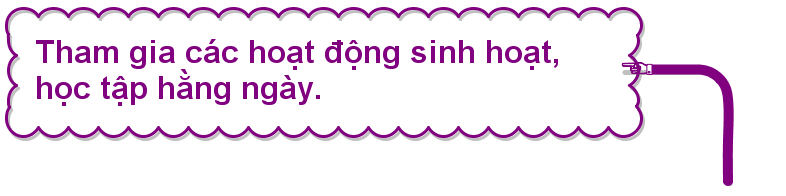 Tham gia các hoạt động sinh hoạt,
học tập hằng ngày.